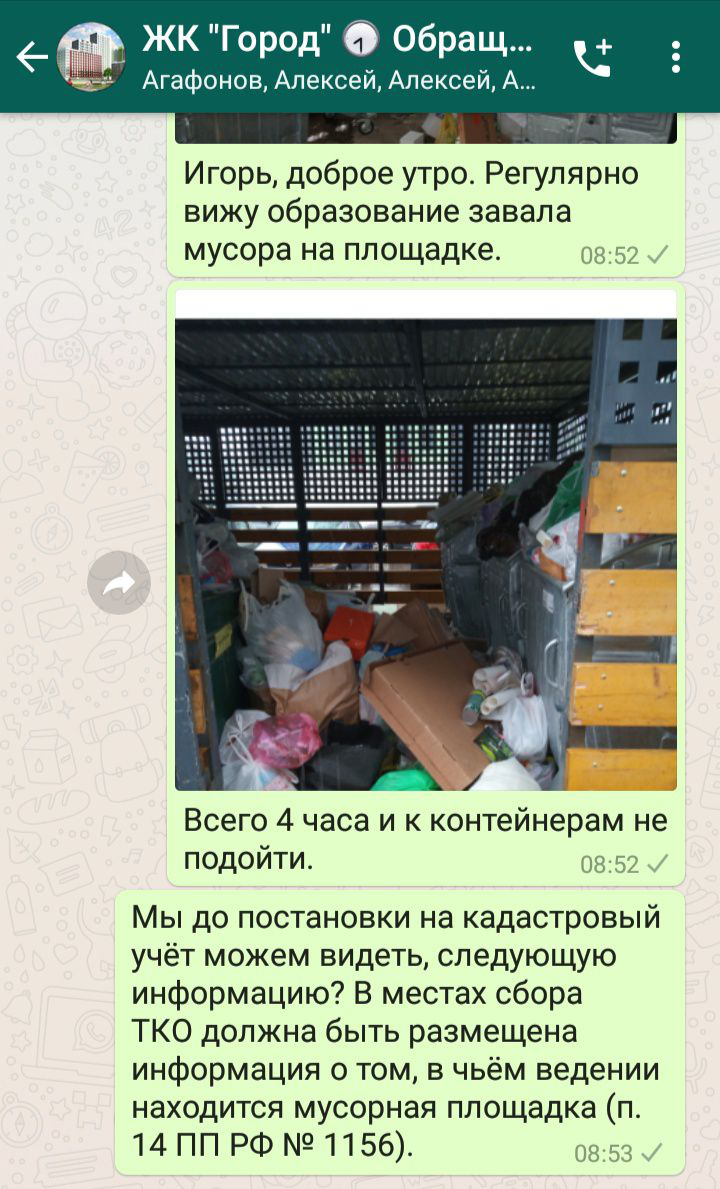 ЖК "Город" Обращ...
Агафонов, Алексей, Алексей, А...
Игорь, доброе утро. Регулярно
вижу образование завала
мусора на площадке.
08:52
Всего 4 часа и к контейнерам не
подойти.
08:52
Мы до постановки на кадастровый
учёт можем видеть, следующую
информацию? В местах сбора
ТКО должна быть размещена
информация о том, в чьём ведении
находится мусорная площадка (п.
14 ПП РФ № 1156).
08:53